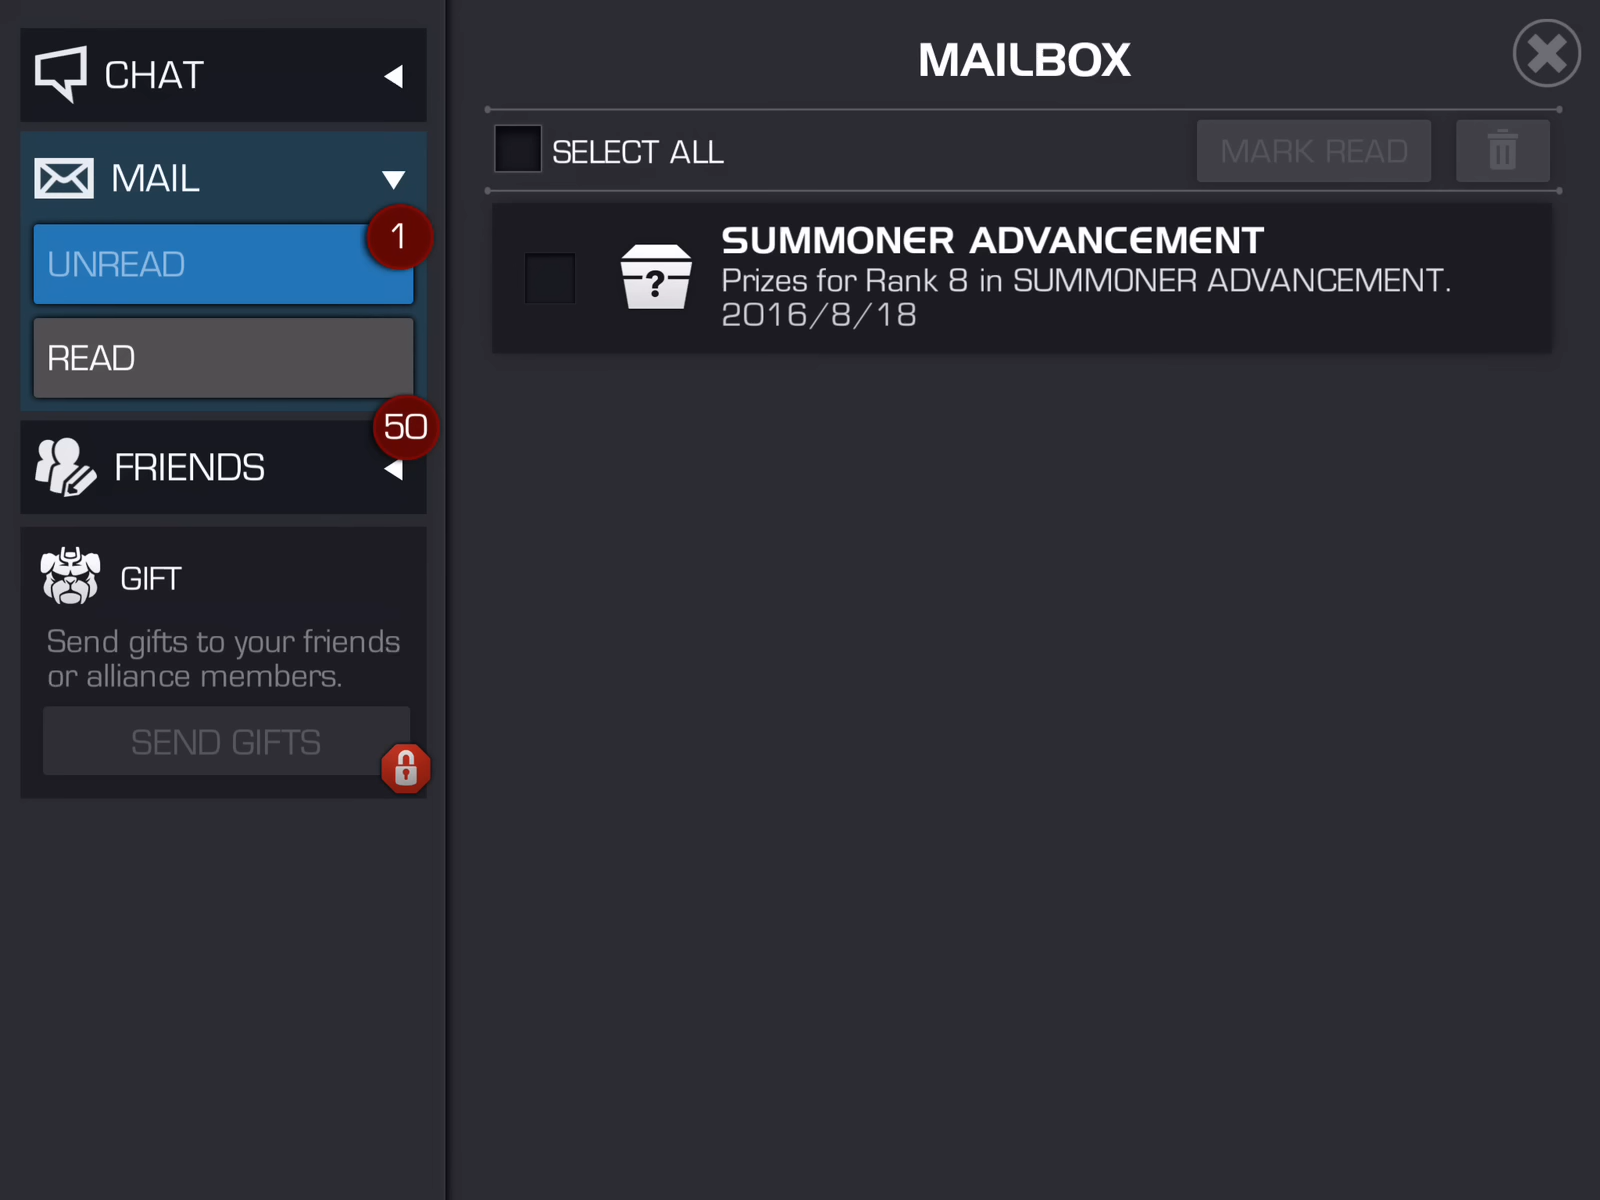 CHAT
MAIL
1
UNREAD
READ
50
FRIENDS
GIFT
Send gifts to your friends
or alliance members.
SEND GIFTS
MAILBOX
SELECT ALL
MARK READ
?
SUMMONER ADVANCEMENT
Prizes for Rank 8 in SUMMONER ADVANCEMENT.
2016/8/18